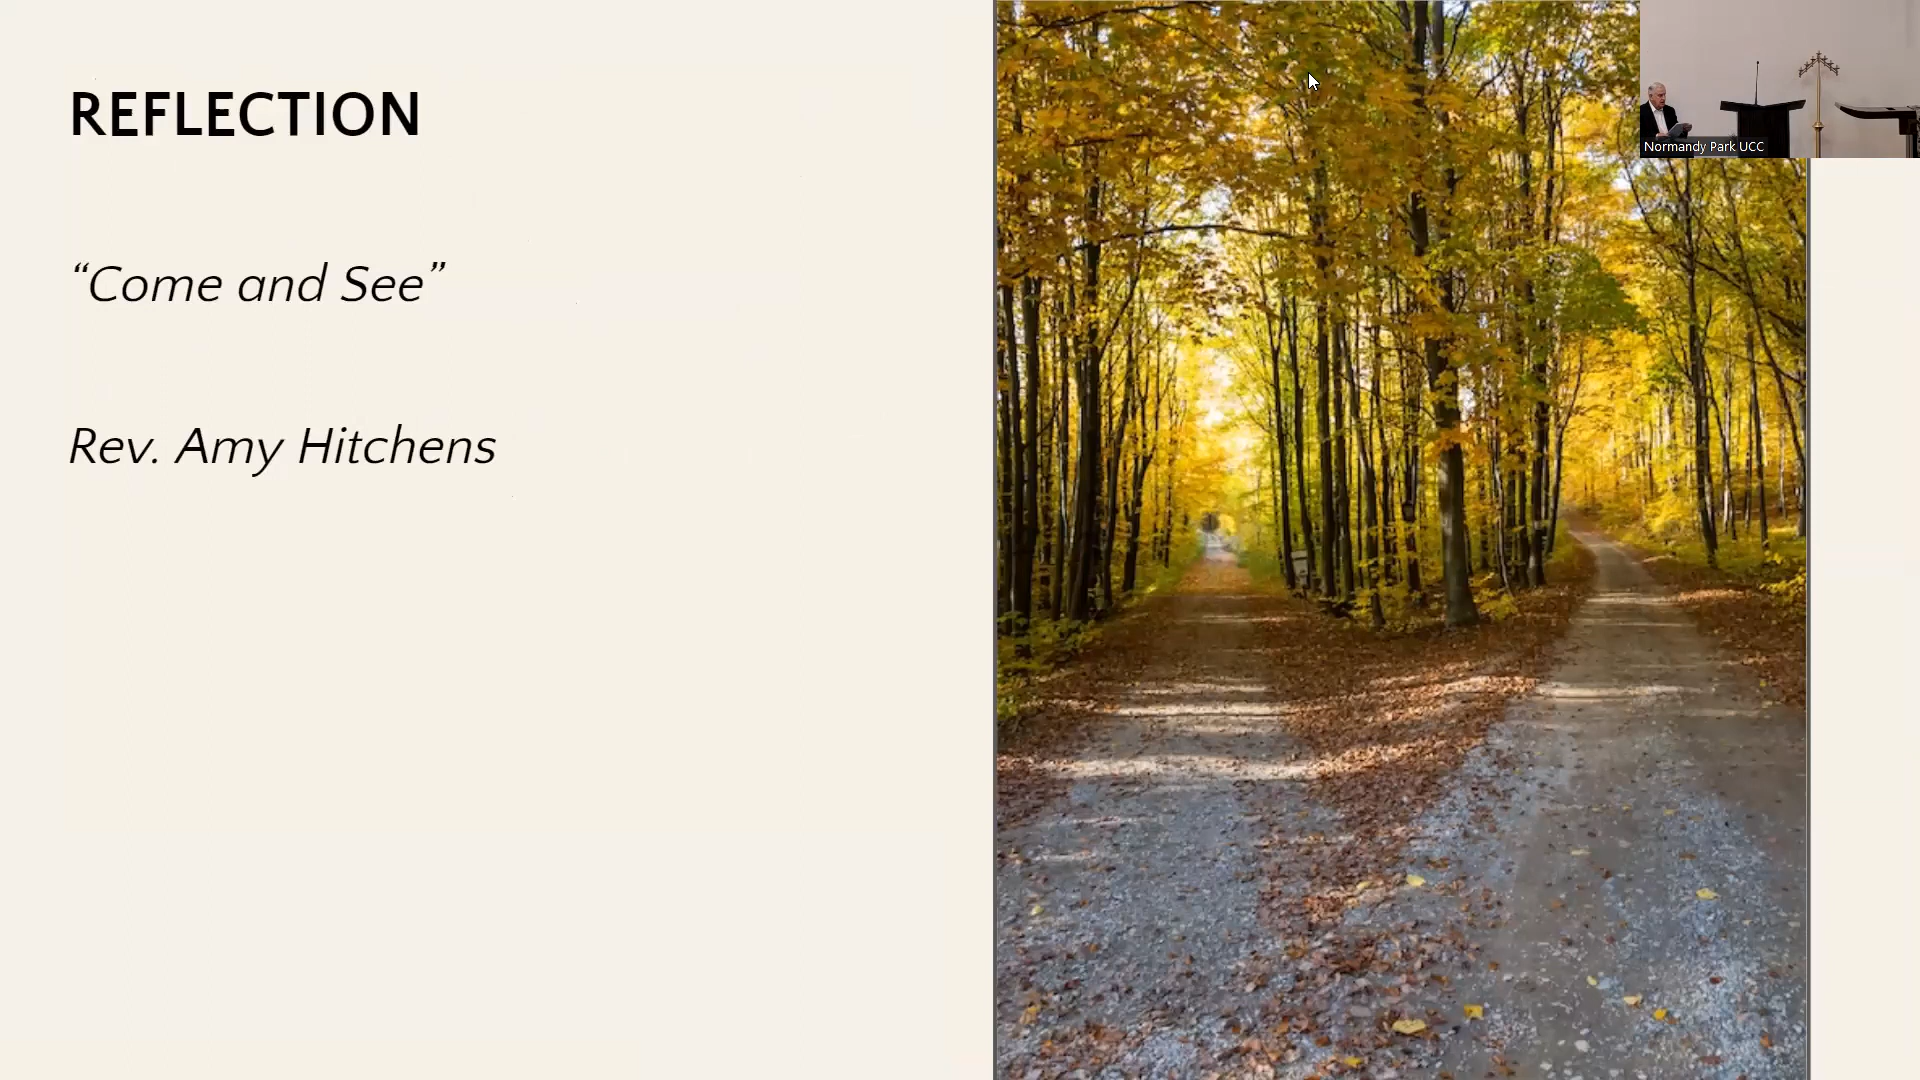 REFLECTION
“Come and See”
Rev. Amy Hitchens
Normandy Park UCC